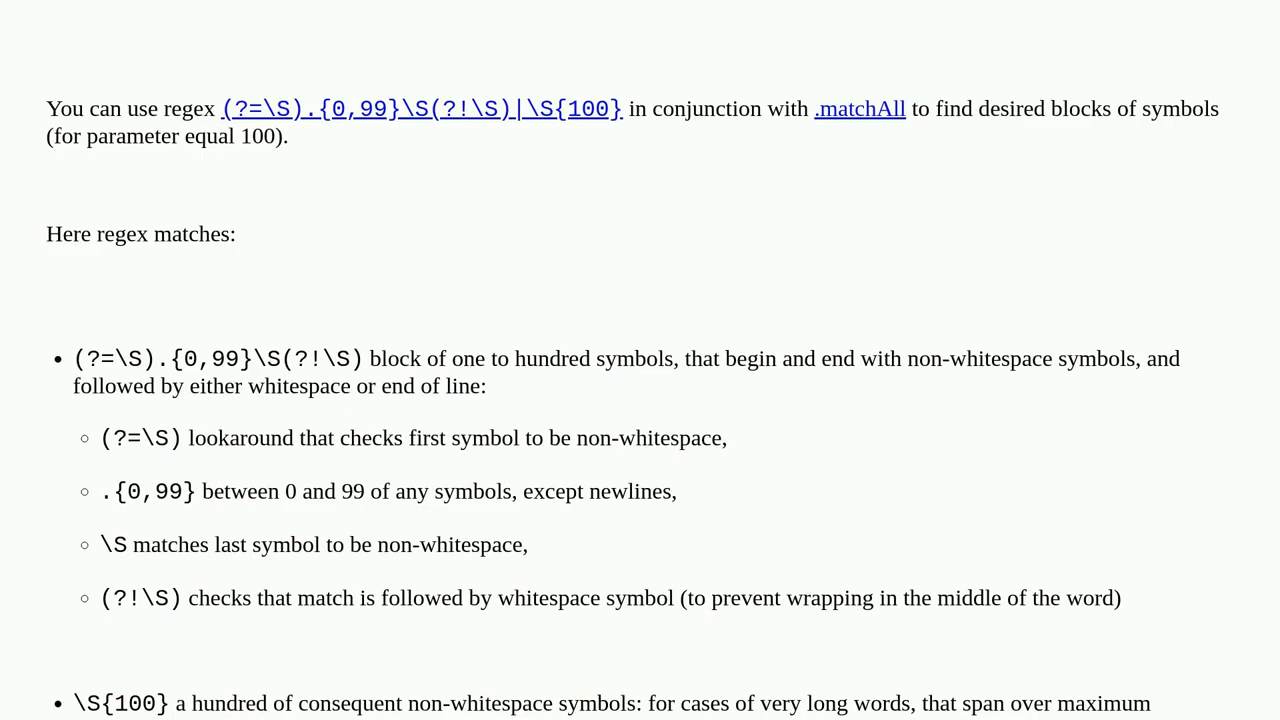 You can use regex (?=\S).{0,99}\S(?!\S)|\S{100} in conjunction with .matchAll to find desired blocks of symbols
(for parameter equal 100).
Here regex matches:
• (?=\S).{0,99}\S(?!\S) block of one to hundred symbols, that begin and end with non-whitespace symbols, and
followed by either whitespace or end of line:
◦ (?=\S) lookaround that checks first symbol to be non-whitespace,
◦ .{0,99} between 0 and 99 of any symbols, except newlines,
◦ \S matches last symbol to be non-whitespace,
◦ (?!\S) checks that match is followed by whitespace symbol (to prevent wrapping in the middle of the word)
• \S{100} a hundred of consequent non-whitespace symbols: for cases of very long words, that span over maximum